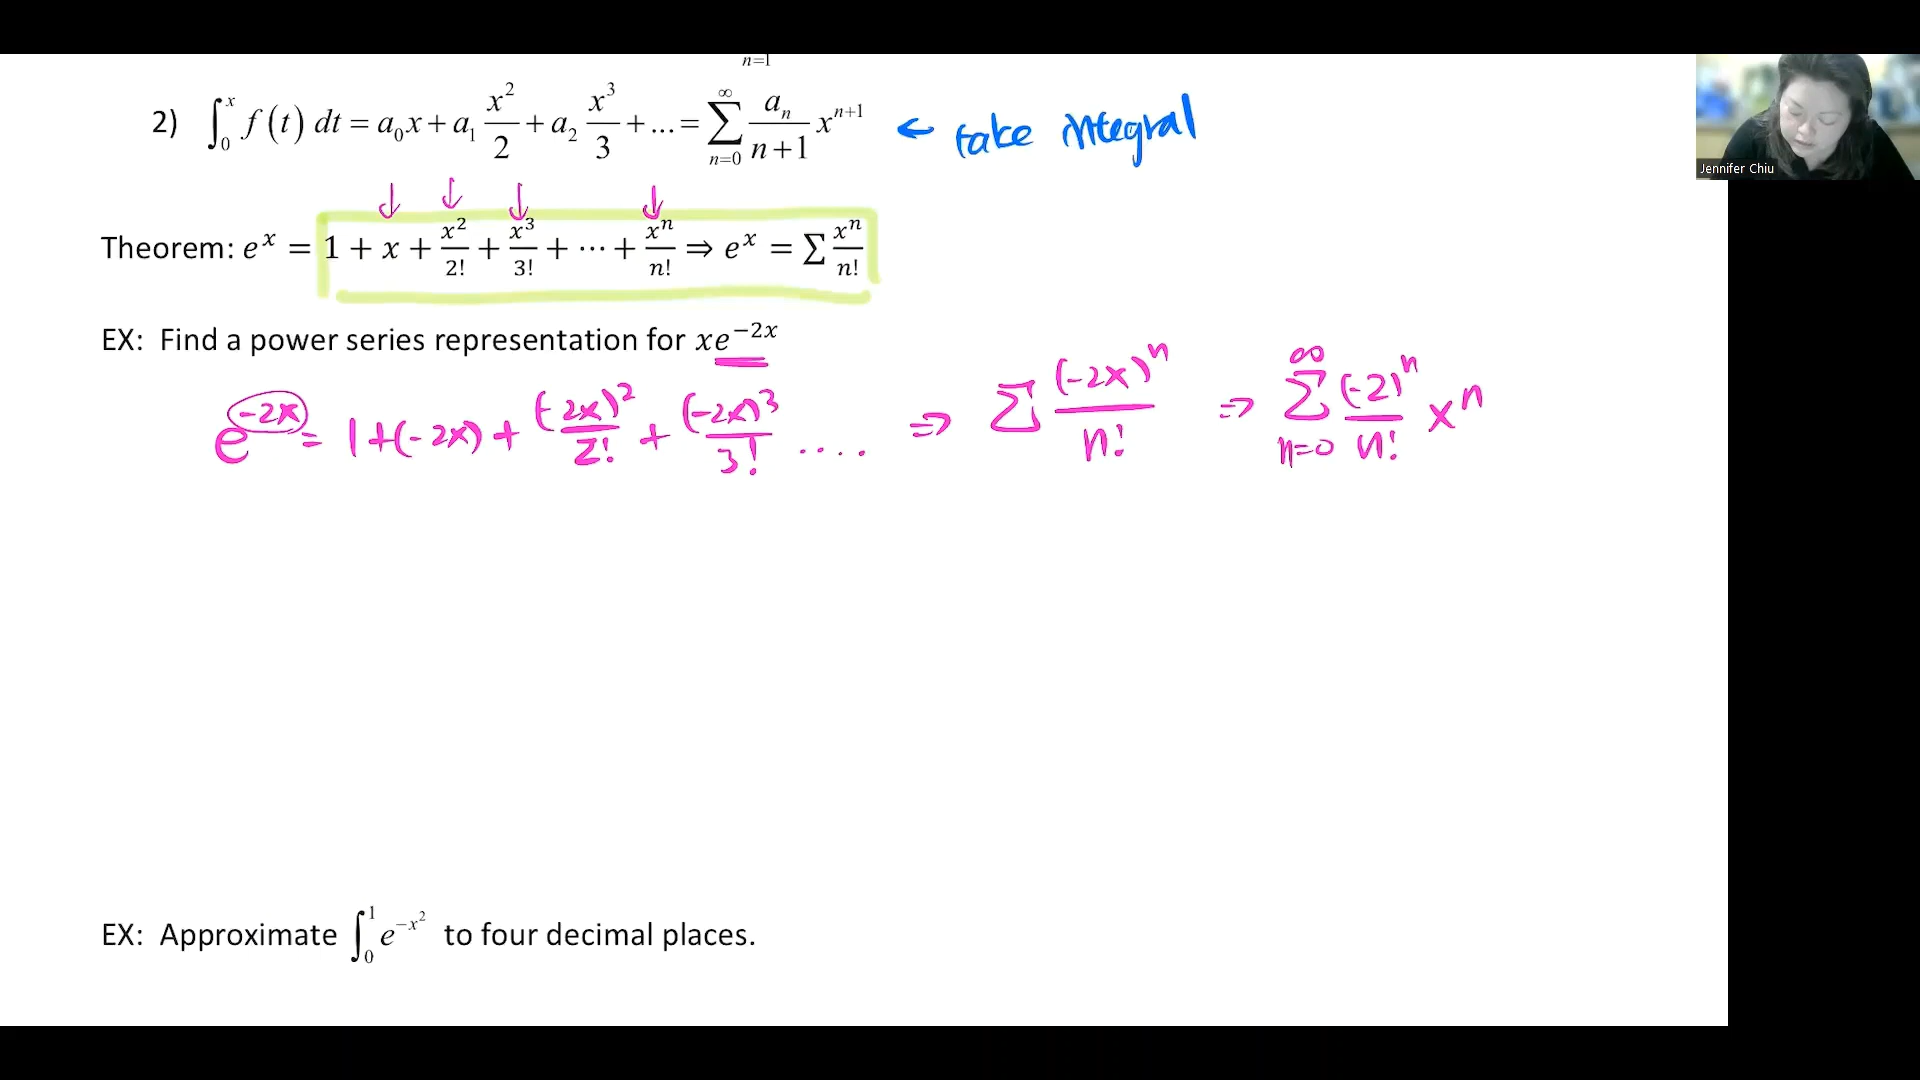 n=1
2) ∫₀ˣ f(t) dt = a₀x + a₁ x²/2 + a₂ x³/3 + ... = ∑_{n=0}^{∞} a_n/(n+1) x^{n+1} ← take integral
Jennifer Chiu
↓ ↓ ↓ ↓
Theorem: eˣ = 1 + x + x²/2! + x³/3! + ⋯ + xⁿ/n! ⇒ eˣ = ∑ xⁿ/n!
EX: Find a power series representation for xe^{−2x}
e^{-2x} = 1+(-2x) + (-2x)²/2! + (-2x)³/3! .... ⇒ ∑ (-2x)ⁿ/n! ⇒ ∑_{n=0}^{∞} (-2)ⁿ/n! xⁿ
EX: Approximate ∫₀¹ e^{−x²} to four decimal places.